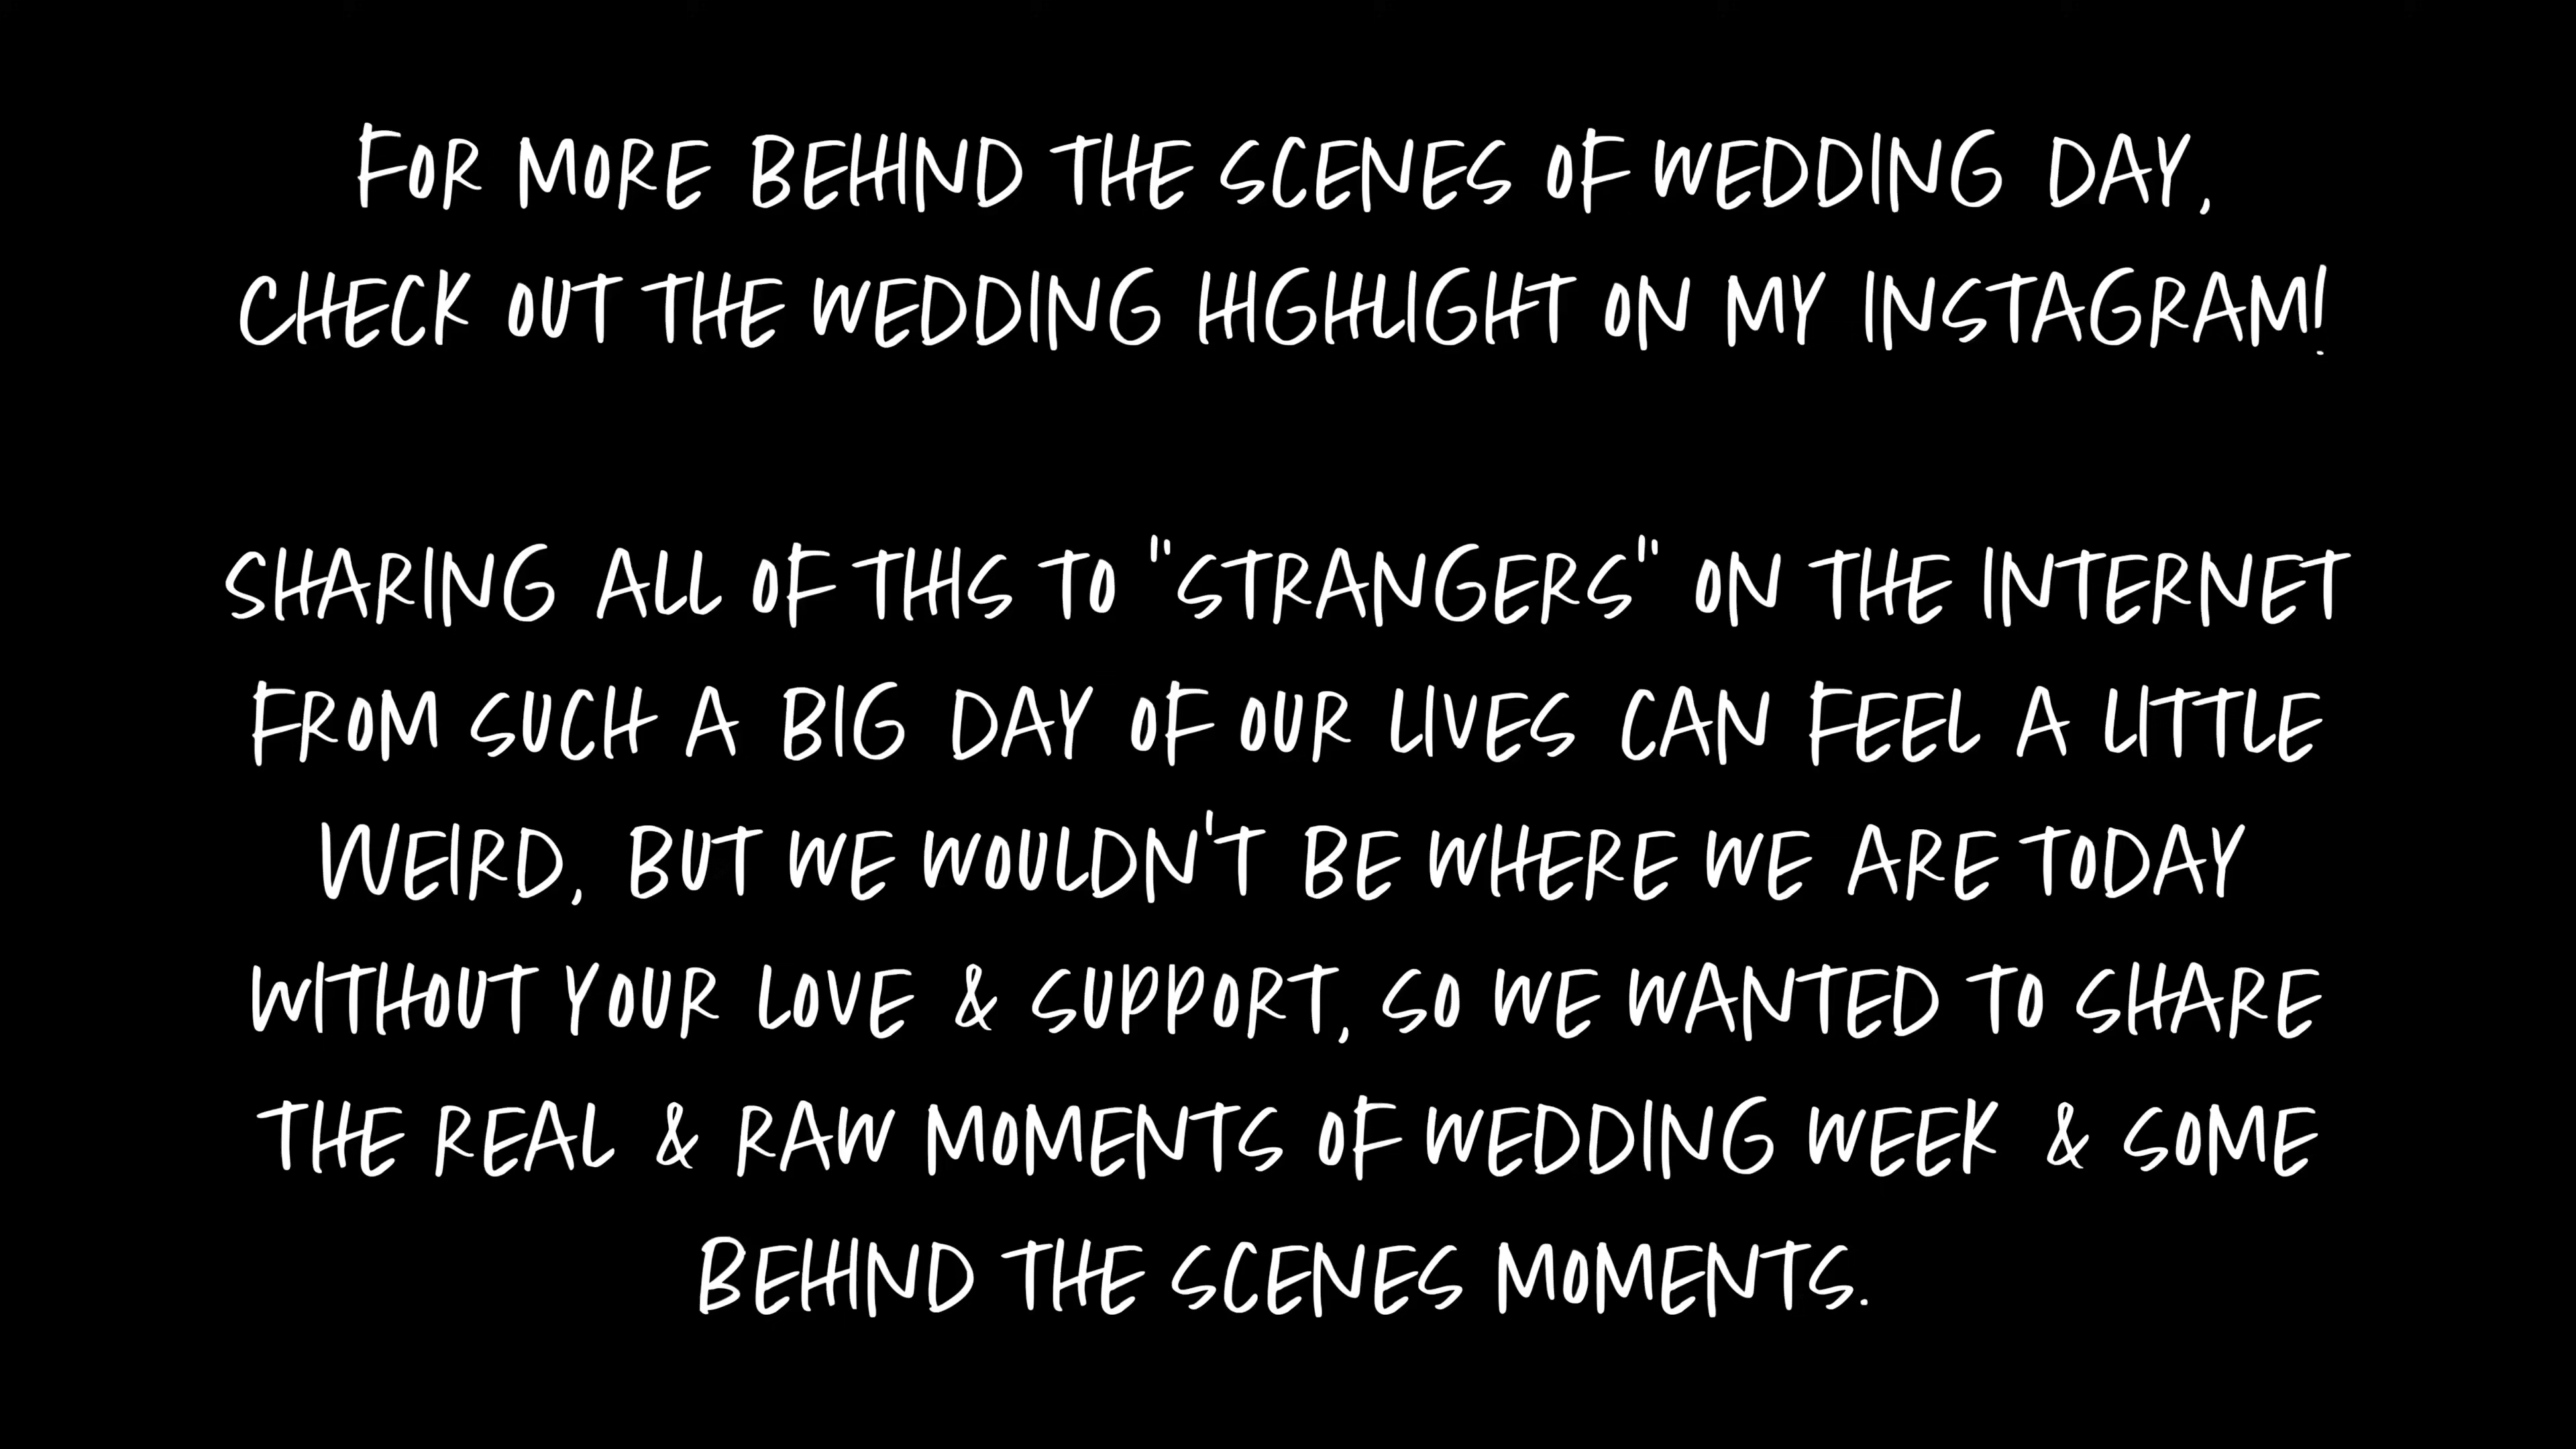 FOR MORE BEHIND THE SCENES OF WEDDING DAY,
CHECK OUT THE WEDDING HIGHLIGHT ON MY INSTAGRAM!
SHARING ALL OF THIS TO "STRANGERS" ON THE INTERNET
FROM SUCH A BIG DAY OF OUR LIVES CAN FEEL A LITTLE
WEIRD, BUT WE WOULDN'T BE WHERE WE ARE TODAY
WITHOUT YOUR LOVE & SUPPORT, SO WE WANTED TO SHARE
THE REAL & RAW MOMENTS OF WEDDING WEEK & SOME
BEHIND THE SCENES MOMENTS.